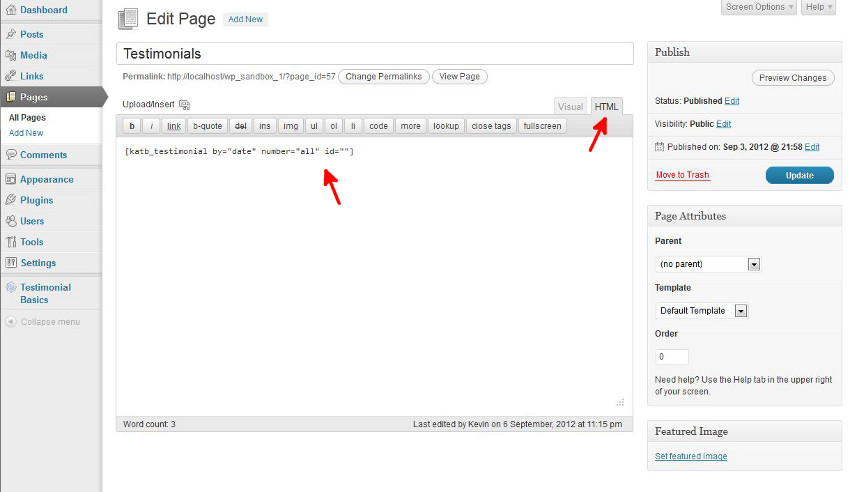 Dashboard
Posts
Media
Links
Pages
All Pages
Add New
Comments
Appearance
Plugins
Users
Tools
Settings
Testimonial
Basics
Collapse menu
Screen Options
Help
Edit Page
Add New
Testimonials
Permalink: http://localhost/wp_sandbox_1/?page_id=57
Change Permalinks
View Page
Upload/Insert
Visual
HTML
b
i
link
b-quote
del
ins
img
ul
ol
li
code
more
lookup
close tags
fullscreen
[katb_testimonial by="date" number="all" id=""]
Word count: 3
Last edited by Kevin on 6 September, 2012 at 11:15 pm
Publish
Preview Changes
Status: Published Edit
Visibility: Public Edit
Published on: Sep 3, 2012 @ 21:58 Edit
Move to Trash
Update
Page Attributes
Parent
(no parent)
Template
Default Template
Order
0
Need help? Use the Help tab in the upper right
of your screen.
Featured Image
Set featured image